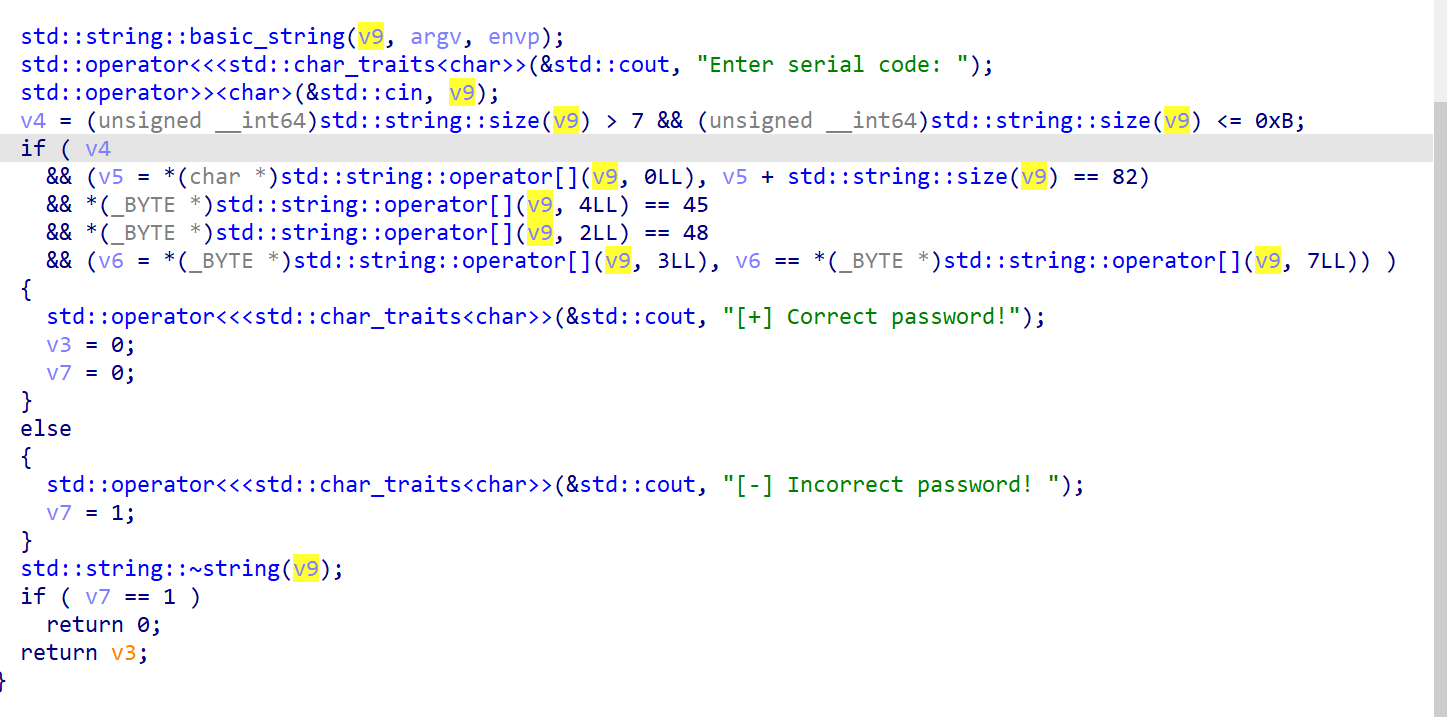 std::string::basic_string(v9, argv, envp);
std::operator<<<std::char_traits<char>>(&std::cout, "Enter serial code: ");
std::operator>><char>(&std::cin, v9);
v4 = (unsigned __int64)std::string::size(v9) > 7 && (unsigned __int64)std::string::size(v9) <= 0xB;
if ( v4
  && (v5 = *(char *)std::string::operator[](v9, 0LL), v5 + std::string::size(v9) == 82)
  && *(_BYTE *)std::string::operator[](v9, 4LL) == 45
  && *(_BYTE *)std::string::operator[](v9, 2LL) == 48
  && (v6 = *(_BYTE *)std::string::operator[](v9, 3LL), v6 == *(_BYTE *)std::string::operator[](v9, 7LL)) )
{
  std::operator<<<std::char_traits<char>>(&std::cout, "[+] Correct password!");
  v3 = 0;
  v7 = 0;
}
else
{
  std::operator<<<std::char_traits<char>>(&std::cout, "[-] Incorrect password! ");
  v7 = 1;
}
std::string::~string(v9);
if ( v7 == 1 )
  return 0;
return v3;
}